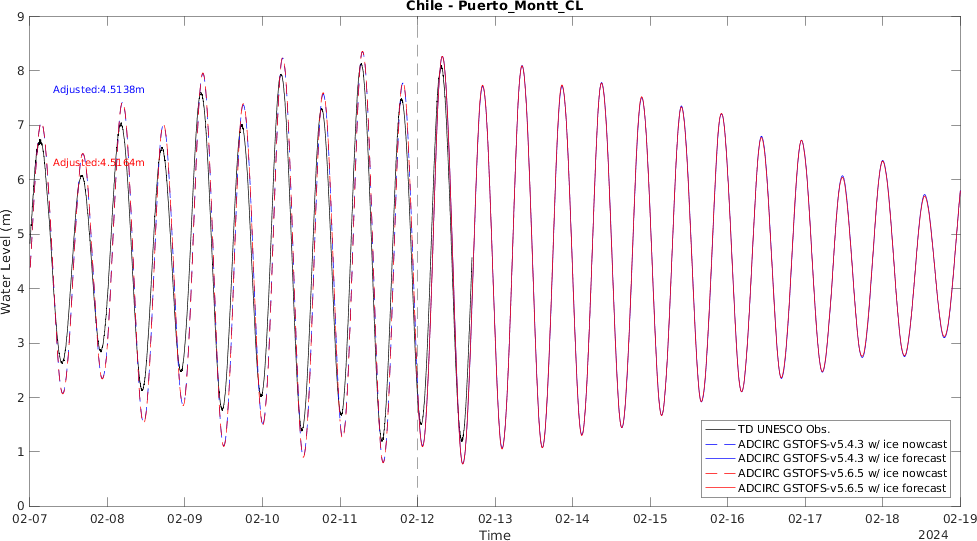 Chile - Puerto_Montt_CL
9
8
7
6
5
4
3
2
1
0
Water Level (m)
Adjusted:4.5138m
Adjusted:4.5164m
TD UNESCO Obs.
ADCIRC GSTOFS-v5.4.3 w/ ice nowcast
ADCIRC GSTOFS-v5.4.3 w/ ice forecast
ADCIRC GSTOFS-v5.6.5 w/ ice nowcast
ADCIRC GSTOFS-v5.6.5 w/ ice forecast
02-07 02-08 02-09 02-10 02-11 02-12 02-13 02-14 02-15 02-16 02-17 02-18 02-19
Time
2024